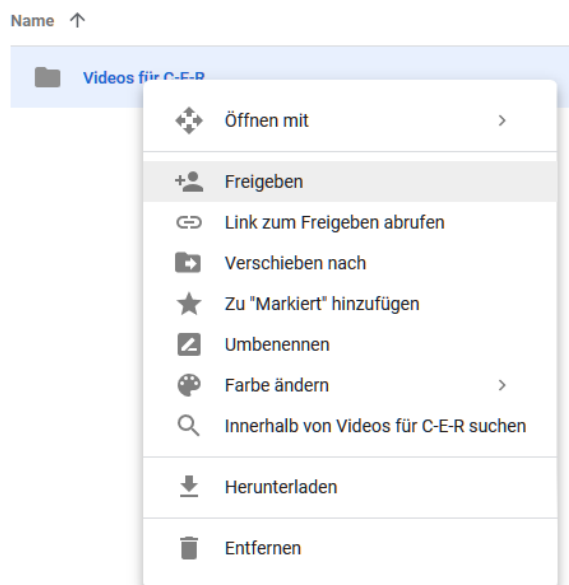 Name
Videos für C-E-R
Öffnen mit
Freigeben
Link zum Freigeben abrufen
Verschieben nach
Zu "Markiert" hinzufügen
Umbenennen
Farbe ändern
Innerhalb von Videos für C-E-R suchen
Herunterladen
Entfernen